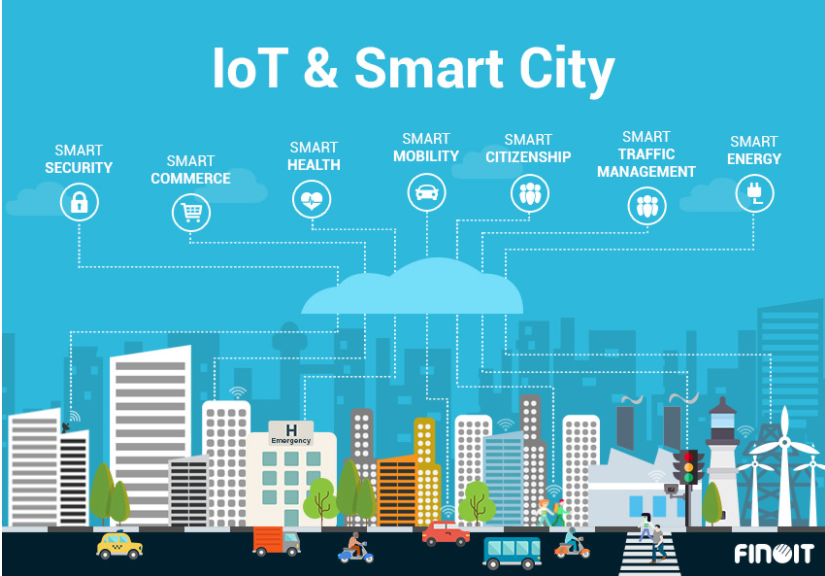 IoT & Smart City
SMART
SECURITY
SMART
COMMERCE
SMART
HEALTH
SMART
MOBILITY
SMART
CITIZENSHIP
SMART
TRAFFIC
MANAGEMENT
SMART
ENERGY
H
Emergency
FINOIT